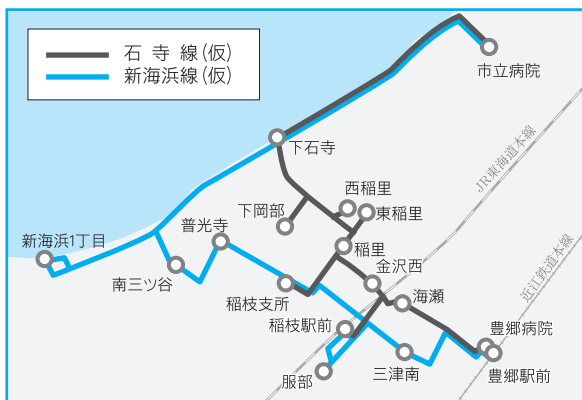 石寺線(仮)
新海浜線(仮)
市立病院
JR東海道本線
下石寺
西稲里
下岡部
東稲里
普光寺
稲里
新海浜1丁目
金沢西
南三ツ谷
稲枝支所
海瀬
近江鉄道本線
稲枝駅前
豊郷病院
服部
三津南
豊郷駅前